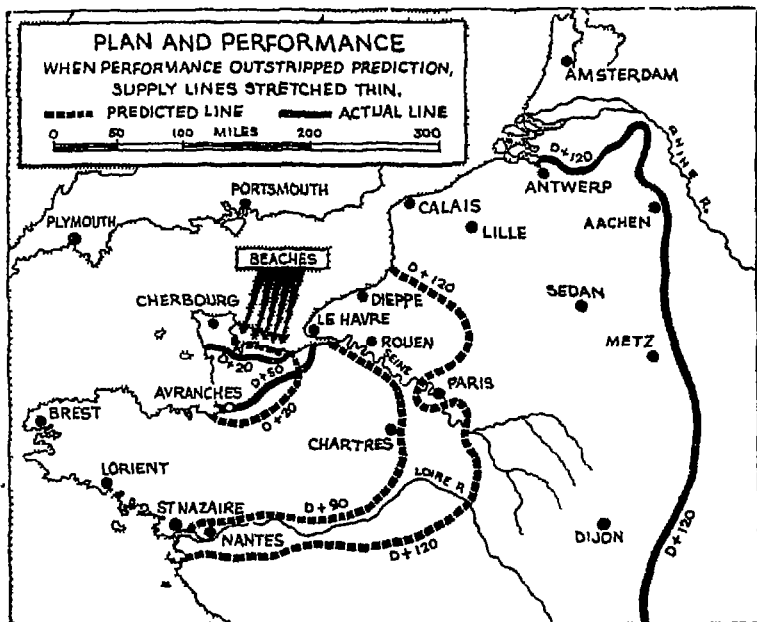 PLAN AND PERFORMANCE
WHEN PERFORMANCE OUTSTRIPPED PREDICTION,
SUPPLY LINES STRETCHED THIN.
PREDICTED LINE ACTUAL LINE
0 50 100 MILES 200 300
AMSTERDAM
RHINE R.
D+120
ANTWERP
PORTSMOUTH
CALAIS
AACHEN
PLYMOUTH
LILLE
BEACHES
D+120
CHERBOURG
DIEPPE
SEDAN
LE HAVRE
ROUEN
SEINE
METZ
D+20
D+50
AVRANCHES
PARIS
BREST
D+20
CHARTRES
LORIENT
LOIRE R.
ST NAZAIRE
D+90
NANTES
D+120
DIJON
D+120